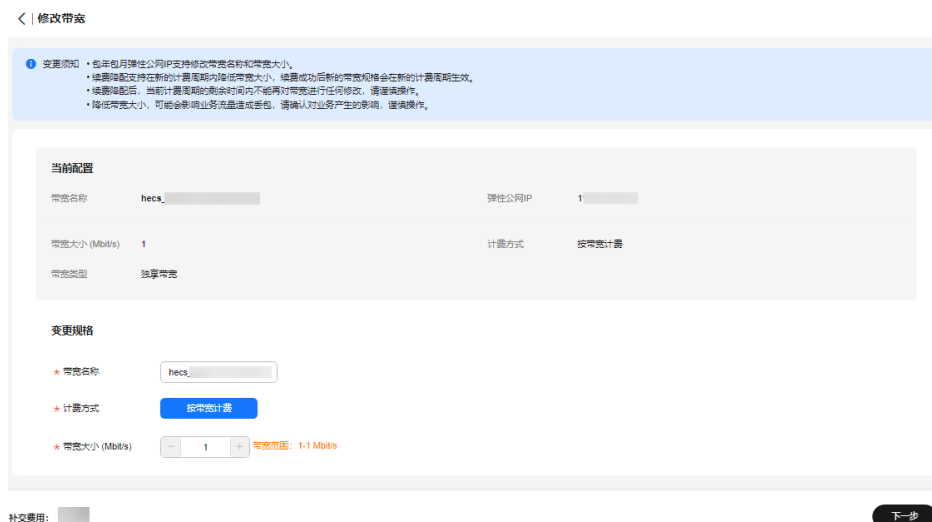 修改带宽
变更须知 • 包年包月弹性公网IP支持修改带宽名称和带宽大小。
• 续费降配支持在新的计费周期内降低带宽大小，续费成功后新的带宽规格会在新的计费周期生效。
• 续费降配后，当前计费周期的剩余时间内不能再对带宽进行任何修改，请谨慎操作。
• 降低带宽大小，可能会影响业务流量造成丢包，请确认对业务产生的影响，谨慎操作。
当前配置
带宽名称 hecs_ 弹性公网IP 1
带宽大小 (Mbit/s) 1 计费方式 按带宽计费
带宽类型 独享带宽
变更规格
* 带宽名称 hecs_
* 计费方式 按带宽计费
* 带宽大小 (Mbit/s) − 1 + 带宽范围：1-1 Mbit/s
补交费用：
下一步